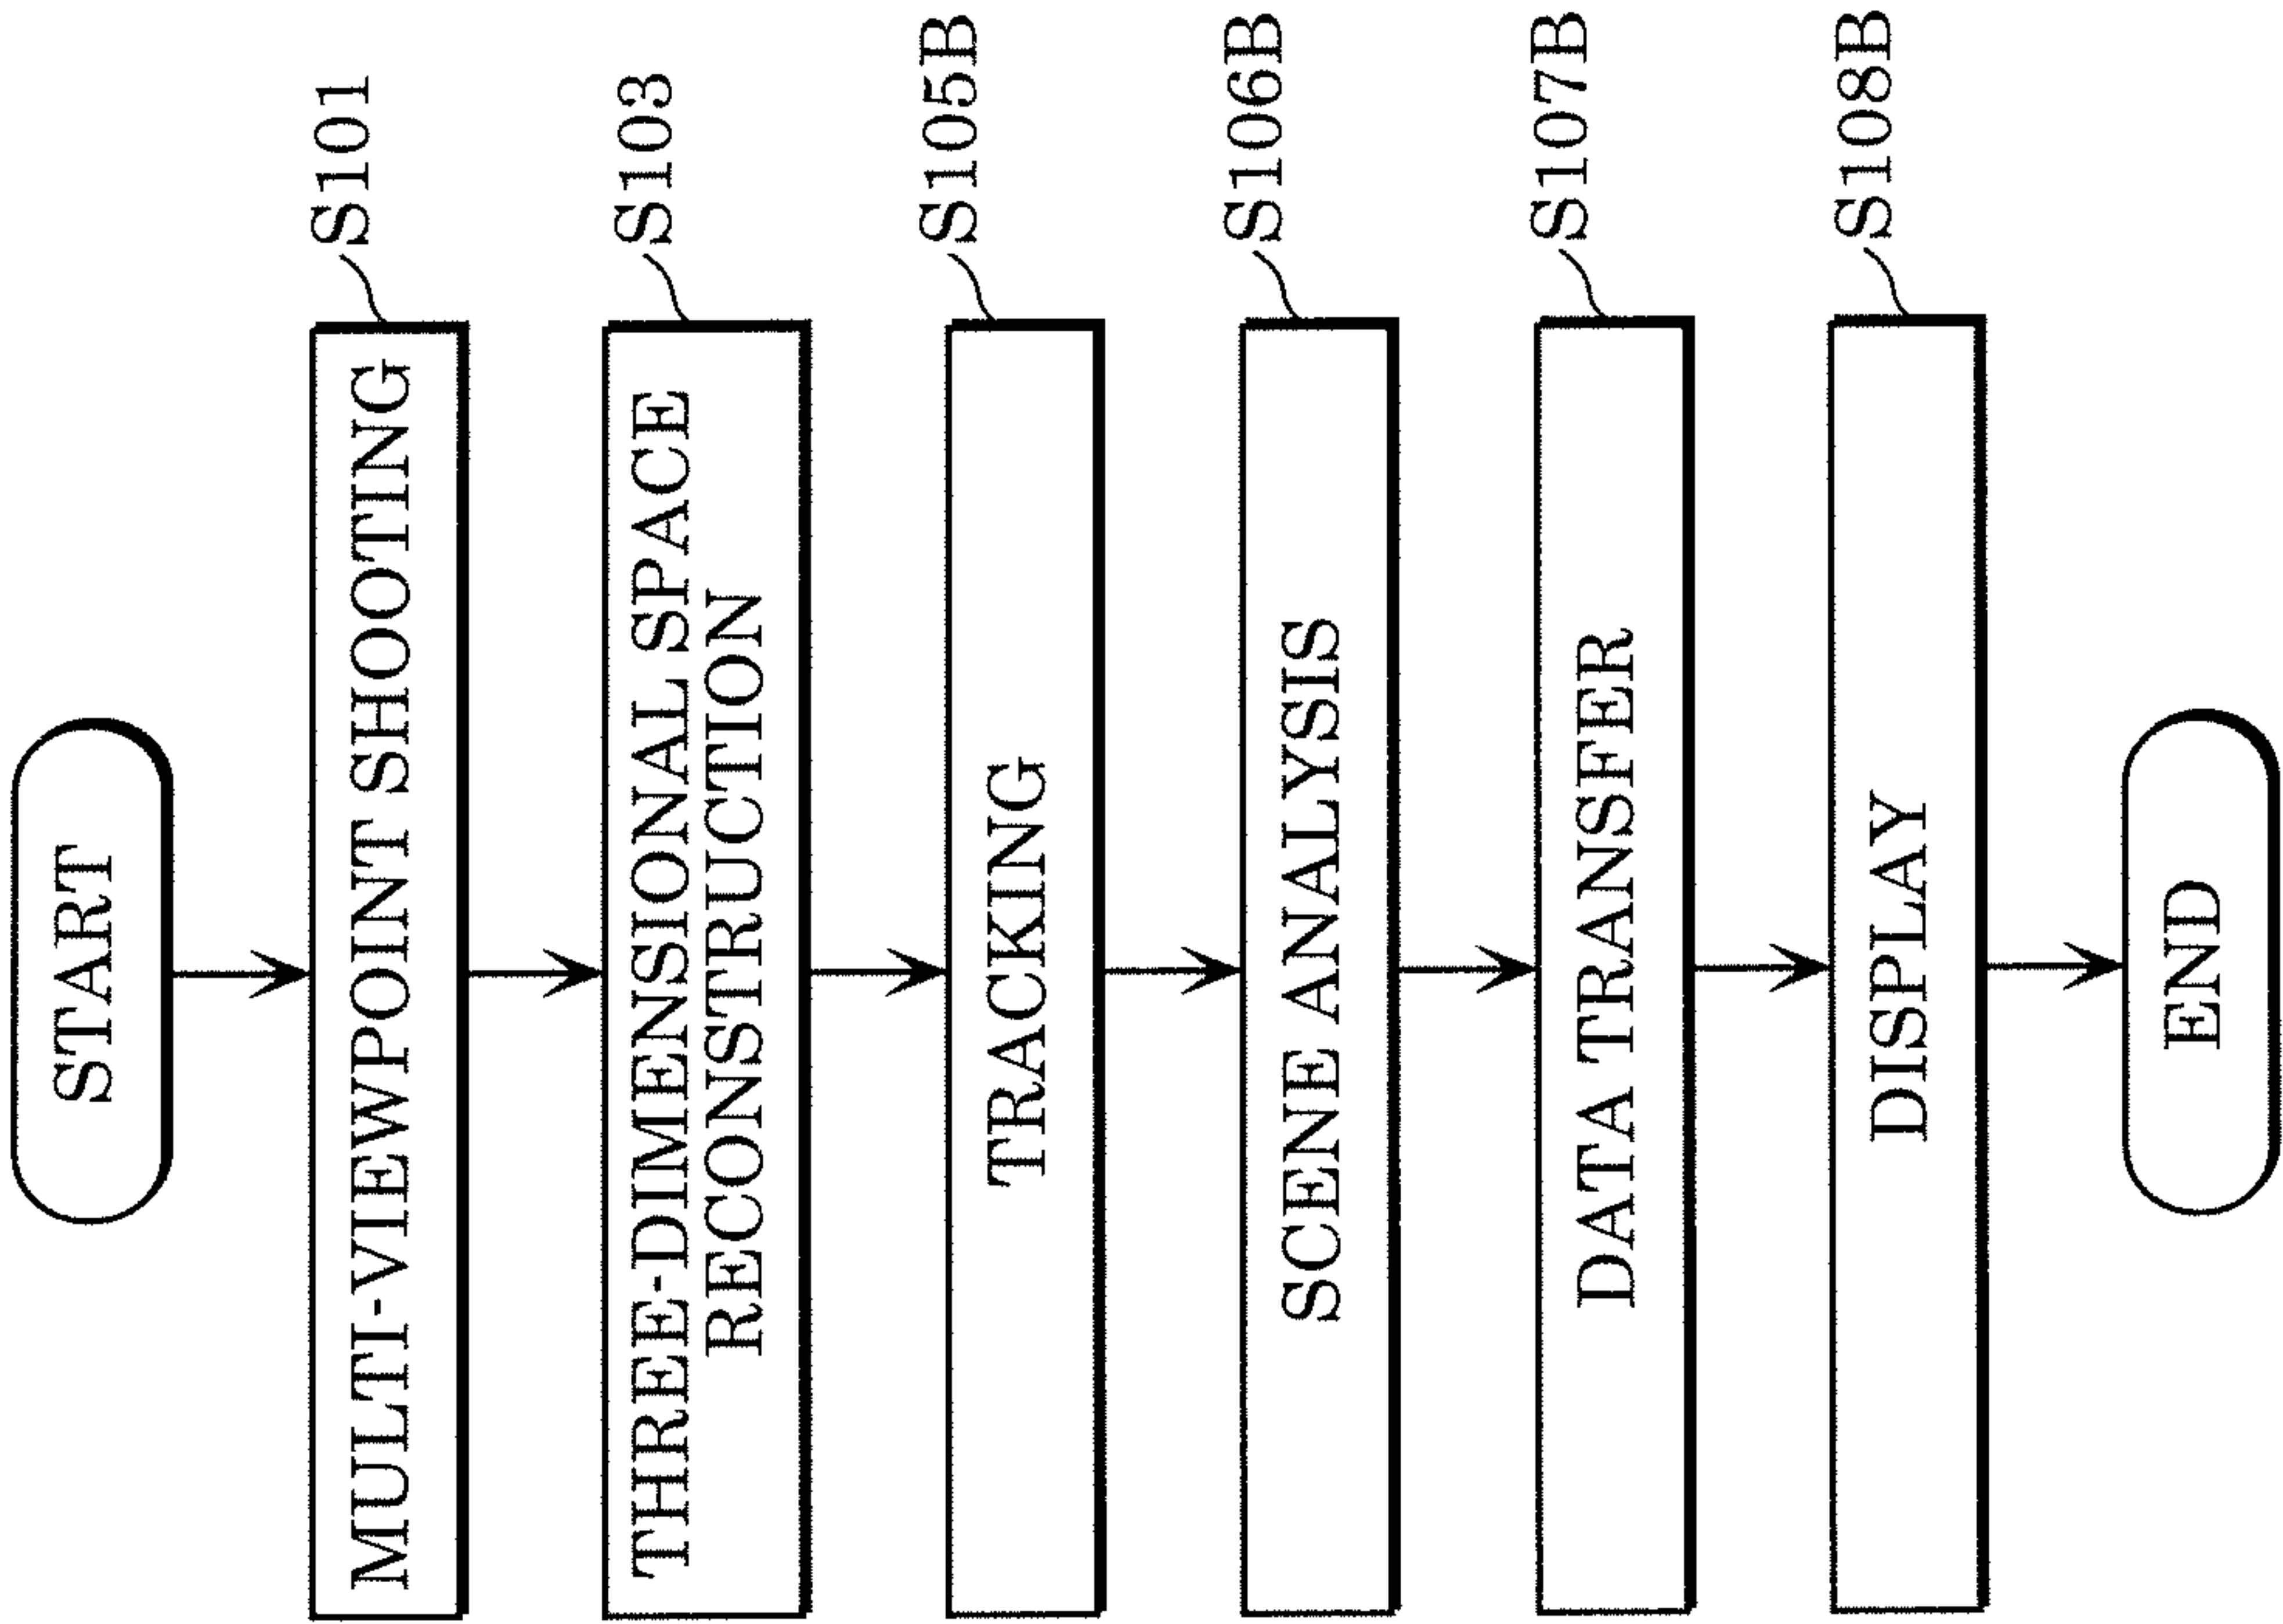 START
MULTI-VIEWPOINT SHOOTING
S101
THREE-DIMENSIONAL SPACE
RECONSTRUCTION
S103
TRACKING
S105B
SCENE ANALYSIS
S106B
DATA TRANSFER
S107B
DISPLAY
S108B
END